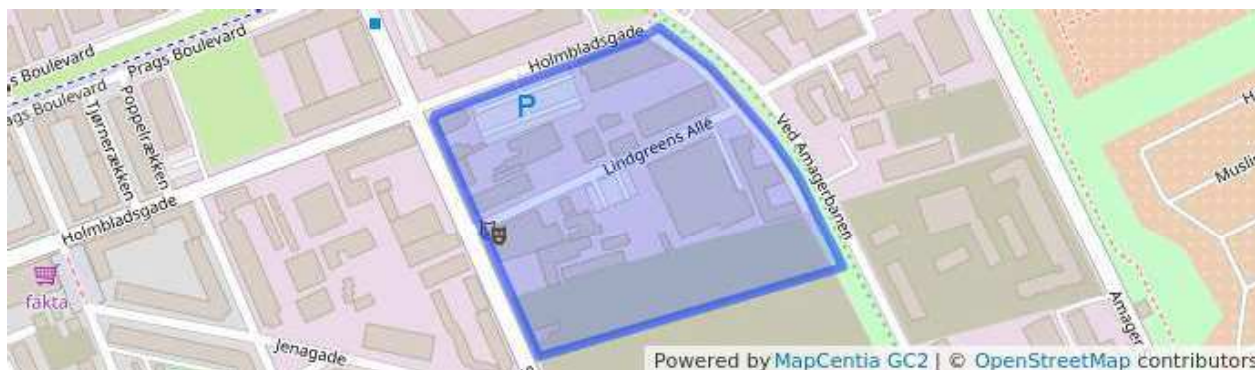 Prags Boulevard
Prags Boulevard
ags Boulevard
Tjørnerækken
Poppelrækken
Holmbladsgade
P
Lindgreens Allé
Ved Amagerbanen
Holmbladsgade
fakta
Jenagade
H
Musli
Amager
Powered by MapCentia GC2 | © OpenStreetMap contributors